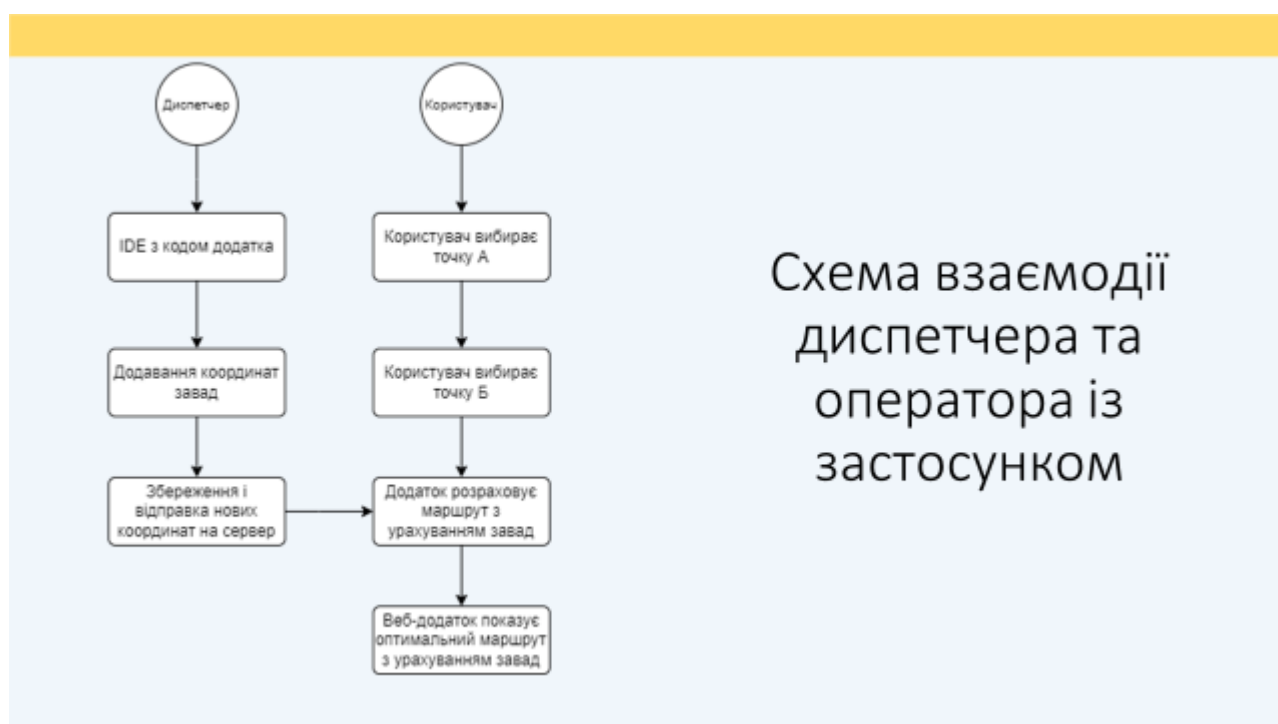 Диспетчер
Користувач
IDE з кодом додатка
Користувач вибирає
точку А
Додавання координат
завад
Користувач вибирає
точку Б
Збереження і
відправка нових
координат на сервер
Додаток розраховує
маршрут з
урахуванням завад
Веб-додаток показує
оптимальний маршрут
з урахуванням завад
Схема взаємодії
диспетчера та
оператора із
застосунком